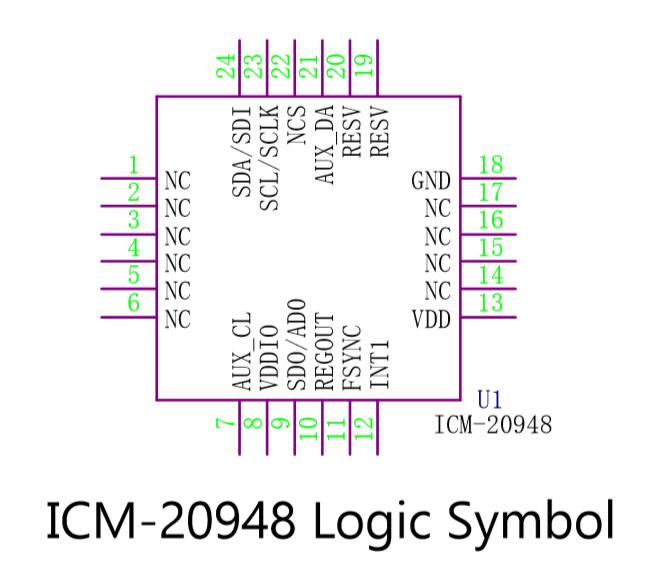 24 23 22 21 20 19
SDA/SDI SCL/SCLK NCS AUX_DA RESV RESV
1 NC
2 NC
3 NC
4 NC
5 NC
6 NC
GND 18
NC 17
NC 16
NC 15
NC 14
VDD 13
AUX_CL VDDIO SDO/AD0 REGOUT FSYNC INT1
7 8 9 10 11 12
U1
ICM-20948
ICM-20948 Logic Symbol